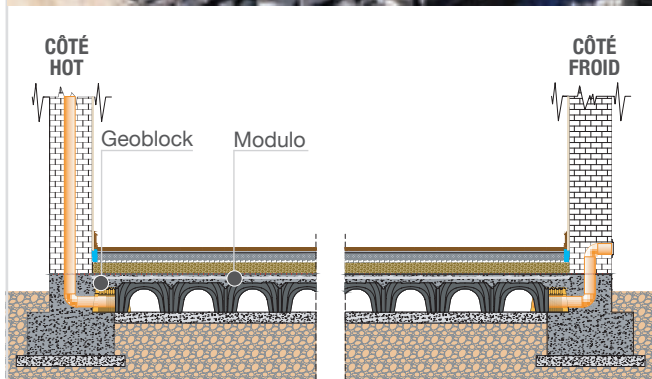 CÔTÉ
HOT
CÔTÉ
FROID
Geoblock
Modulo